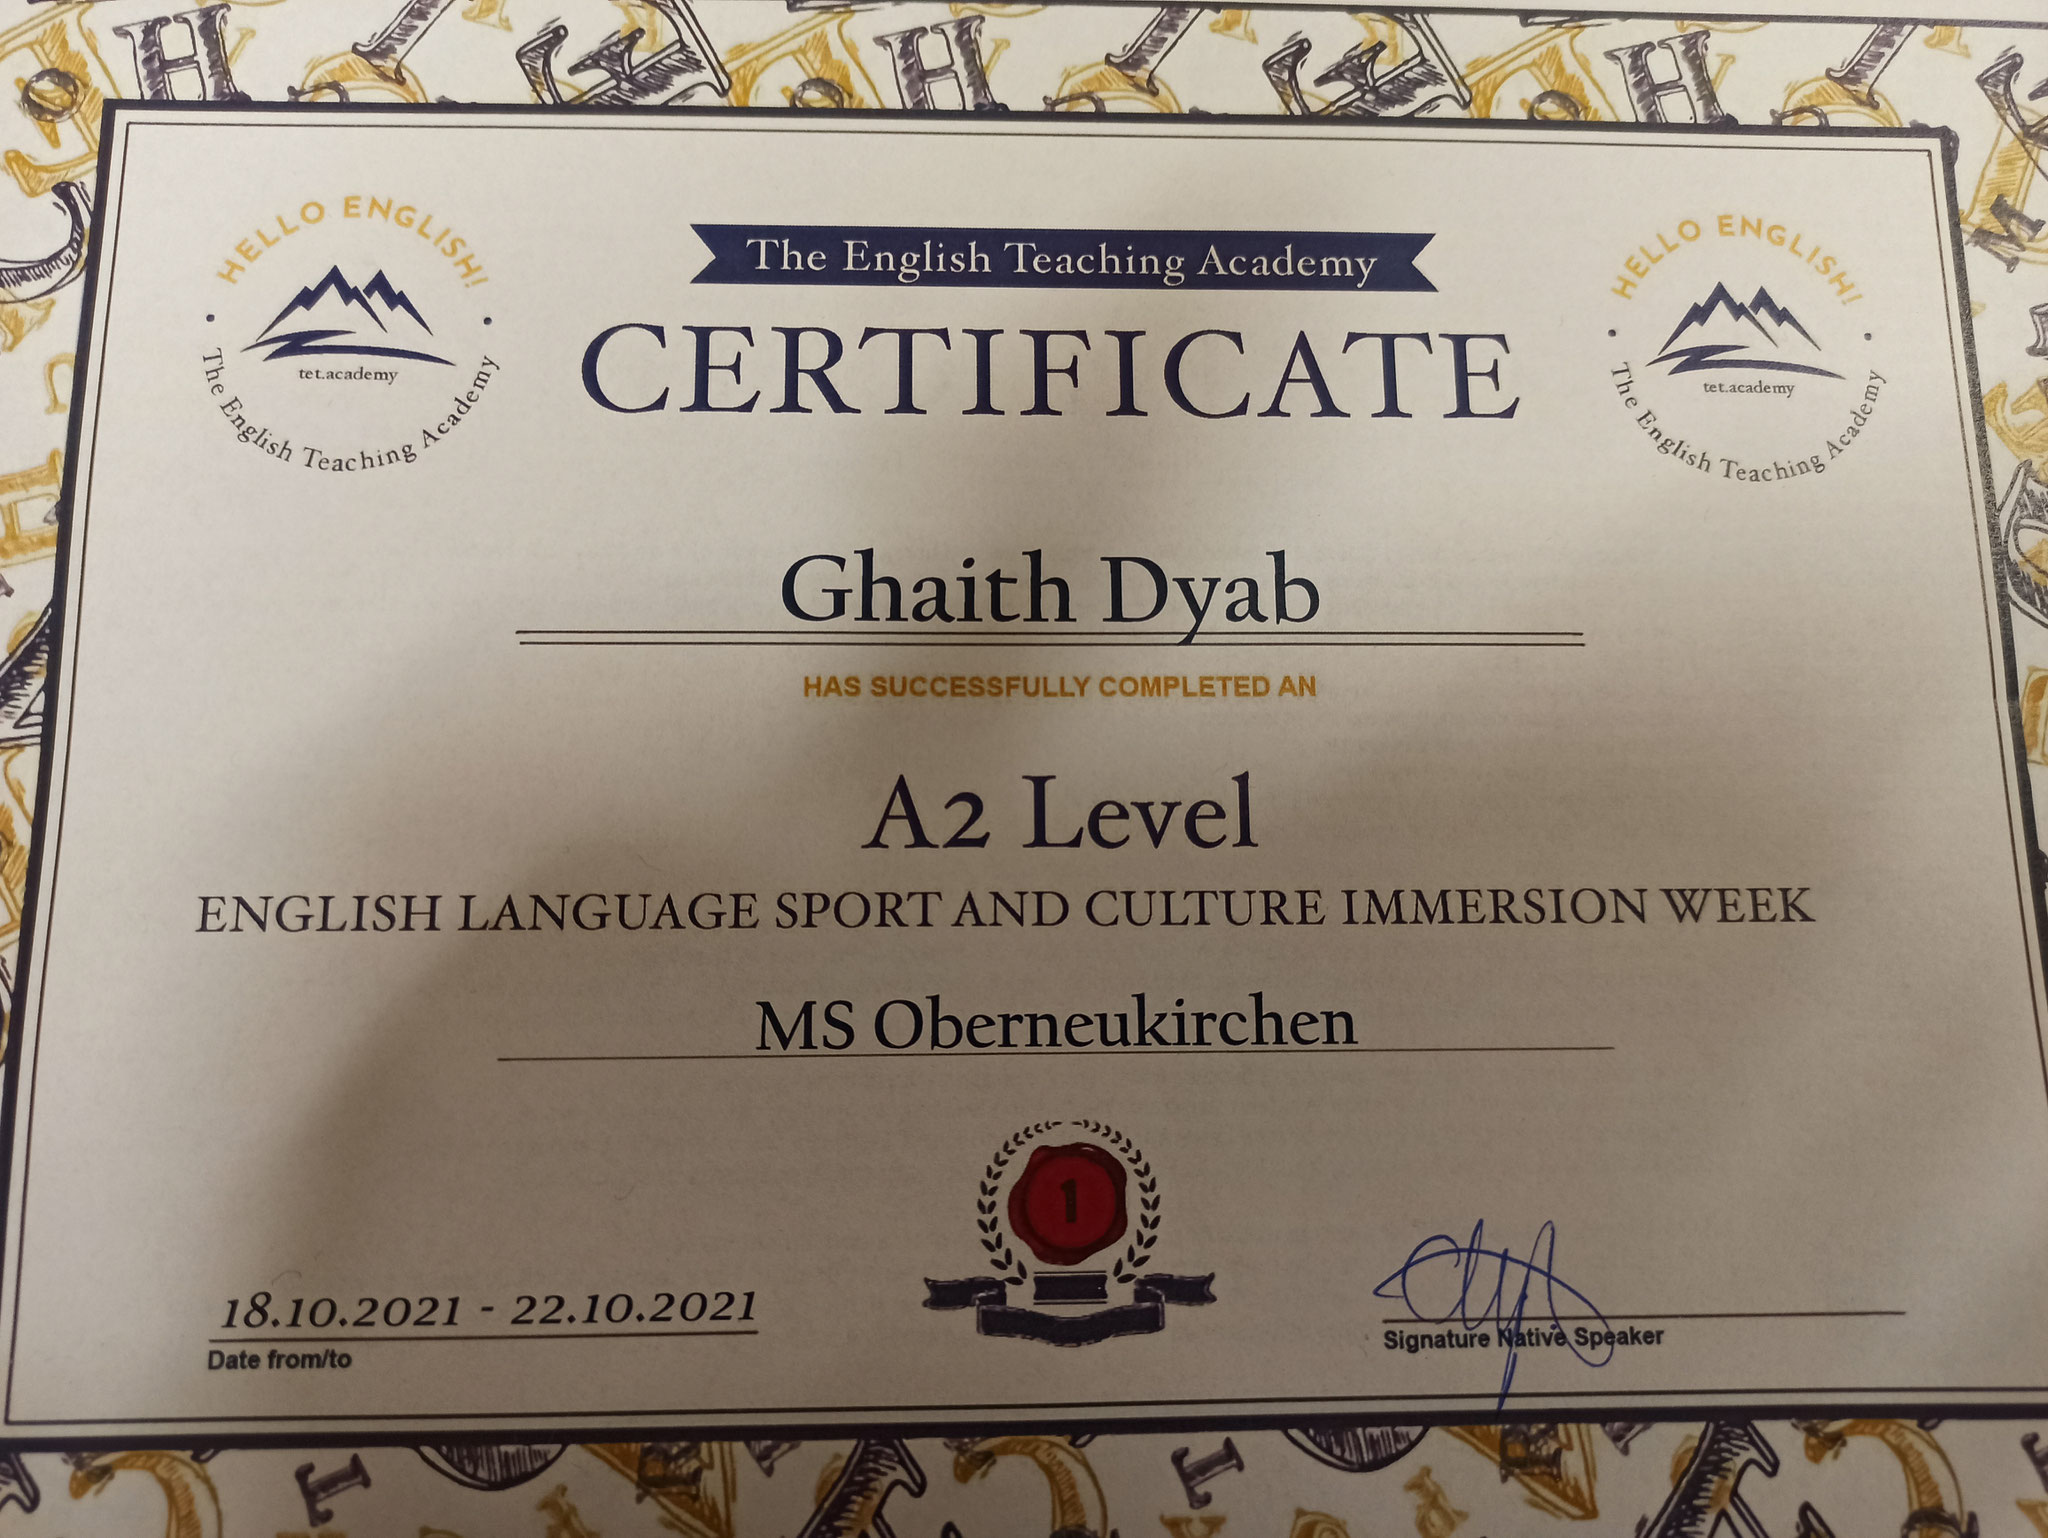 HELLO ENGLISH!
tet.academy
The English Teaching Academy
The English Teaching Academy
CERTIFICATE
HELLO ENGLISH!
tet.academy
The English Teaching Academy
Ghaith Dyab
HAS SUCCESSFULLY COMPLETED AN
A2 Level
ENGLISH LANGUAGE SPORT AND CULTURE IMMERSION WEEK
MS Oberneukirchen
1
18.10.2021 - 22.10.2021
Date from/to
Signature Native Speaker